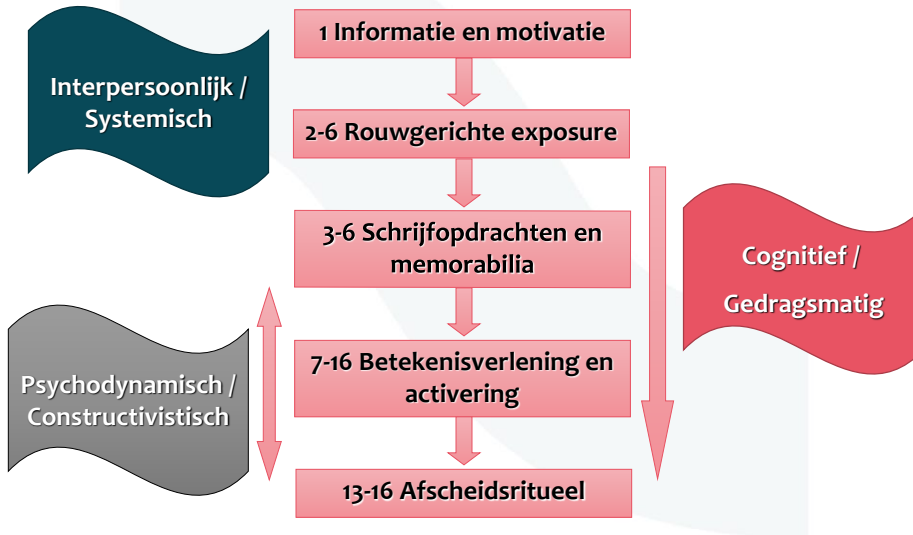 1 Informatie en motivatie
Interpersoonlijk /
Systemisch
2-6 Rouwgerichte exposure
3-6 Schrijfopdrachten en
memorabilia
Cognitief /
Gedragsmatig
7-16 Betekenisverlening en
activering
Psychodynamisch /
Constructivistisch
13-16 Afscheidsritueel